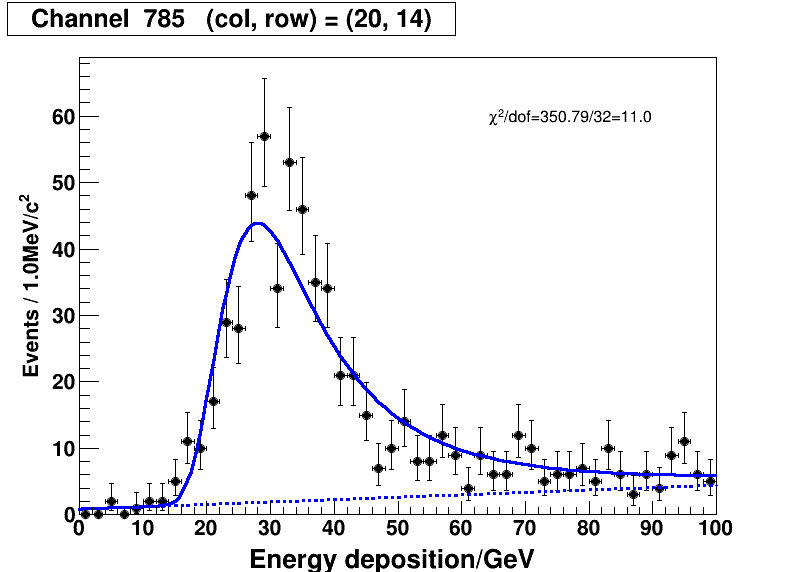 Channel 785 (col, row) = (20, 14)
χ²/dof=350.79/32=11.0
Events / 1.0MeV/c²
60
50
40
30
20
10
0
0 10 20 30 40 50 60 70 80 90 100
Energy deposition/GeV